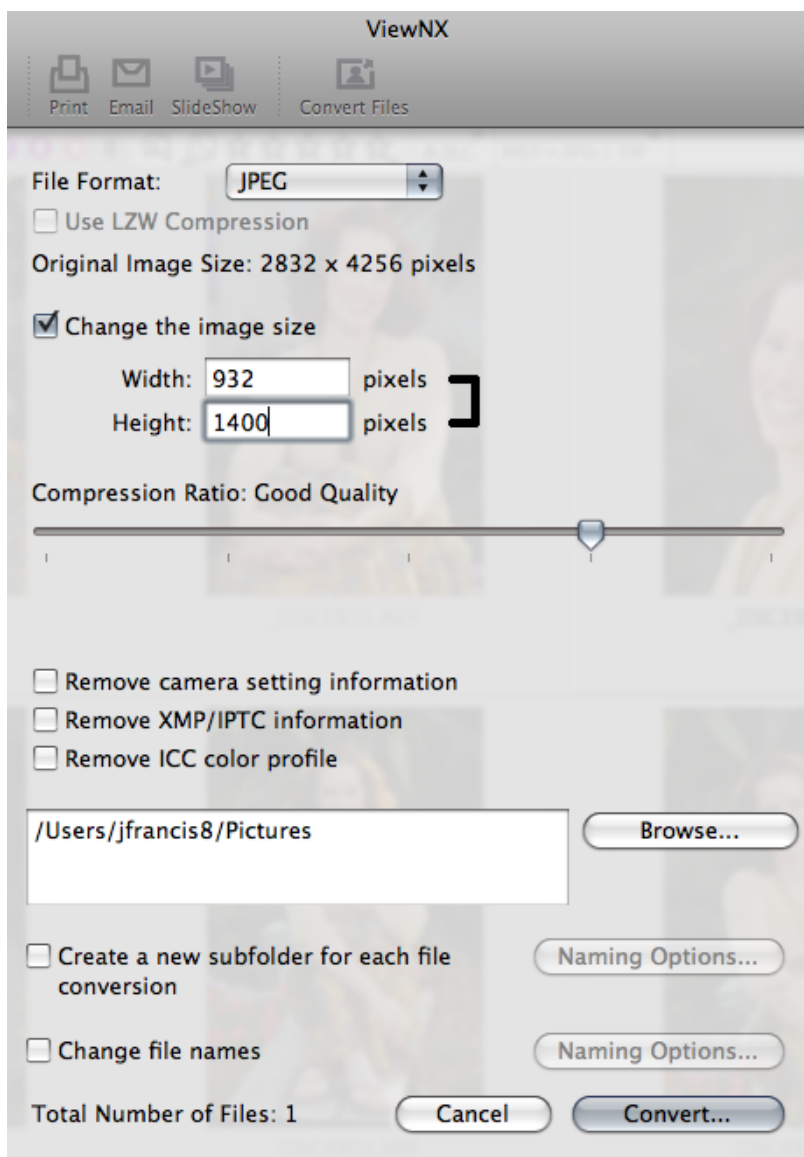 ViewNX
Print Email SlideShow Convert Files
File Format: JPEG
Use LZW Compression
Original Image Size: 2832 x 4256 pixels
Change the image size
Width: 932 pixels
Height: 1400 pixels
Compression Ratio: Good Quality
Remove camera setting information
Remove XMP/IPTC information
Remove ICC color profile
/Users/jfrancis8/Pictures
Browse...
Create a new subfolder for each file
conversion
Naming Options...
Change file names
Naming Options...
Total Number of Files: 1
Cancel
Convert...